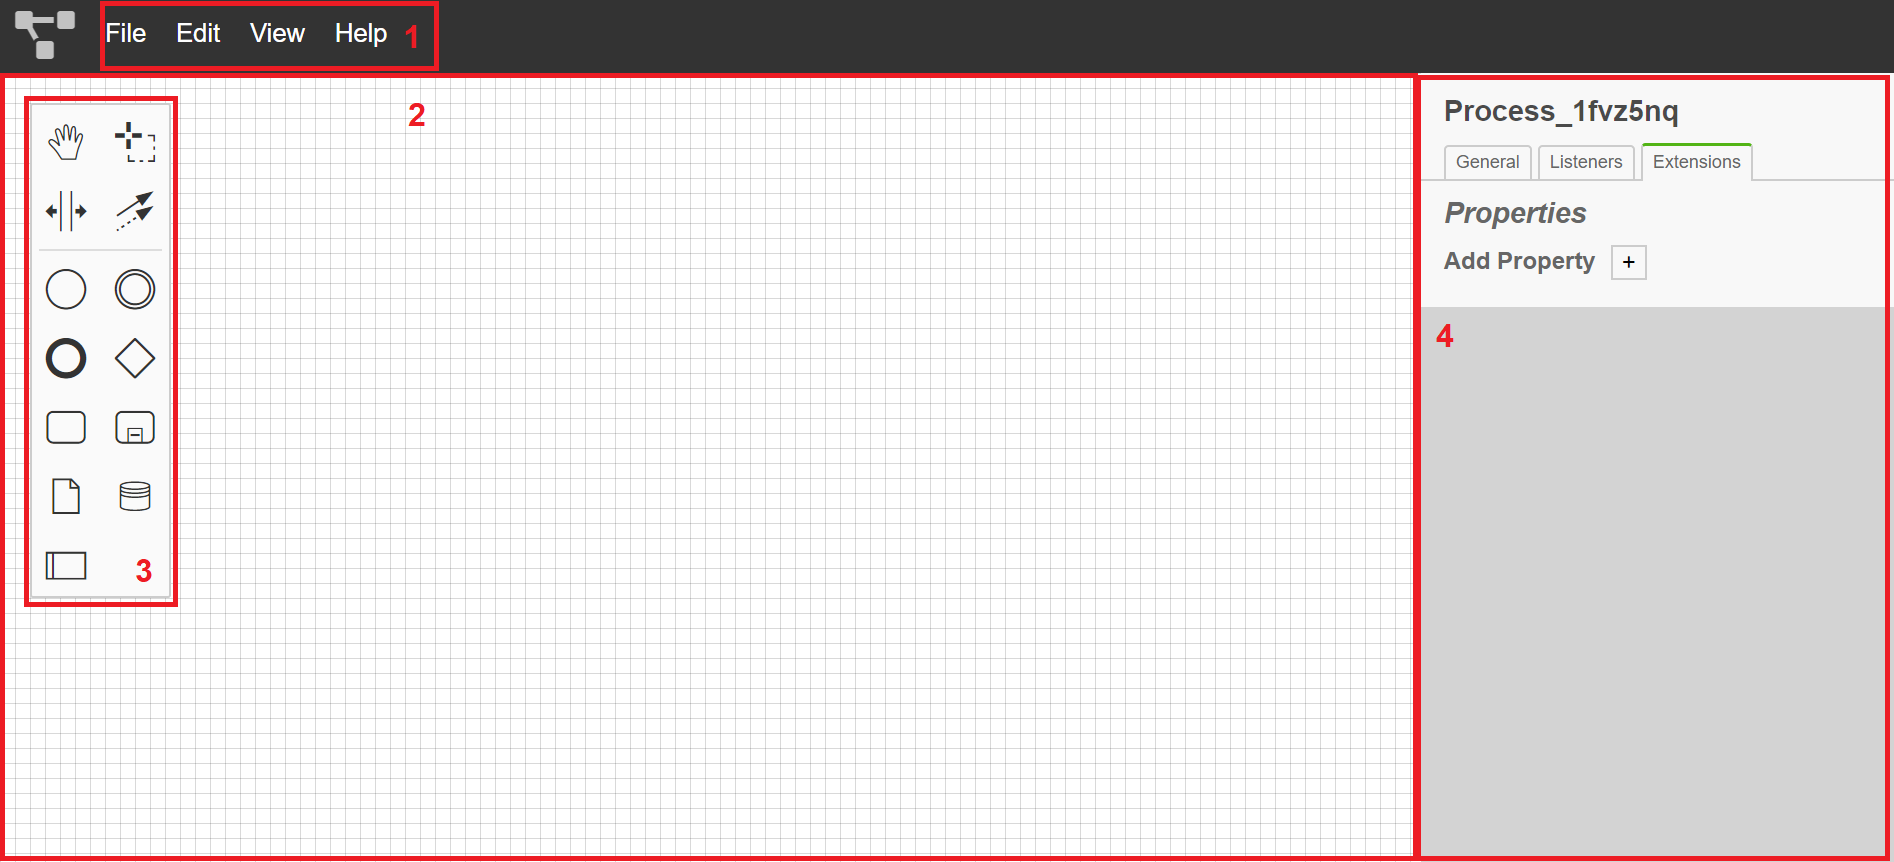 File Edit View Help 1
2
3
Process_1fvz5nq
General Listeners Extensions
Properties
Add Property +
4